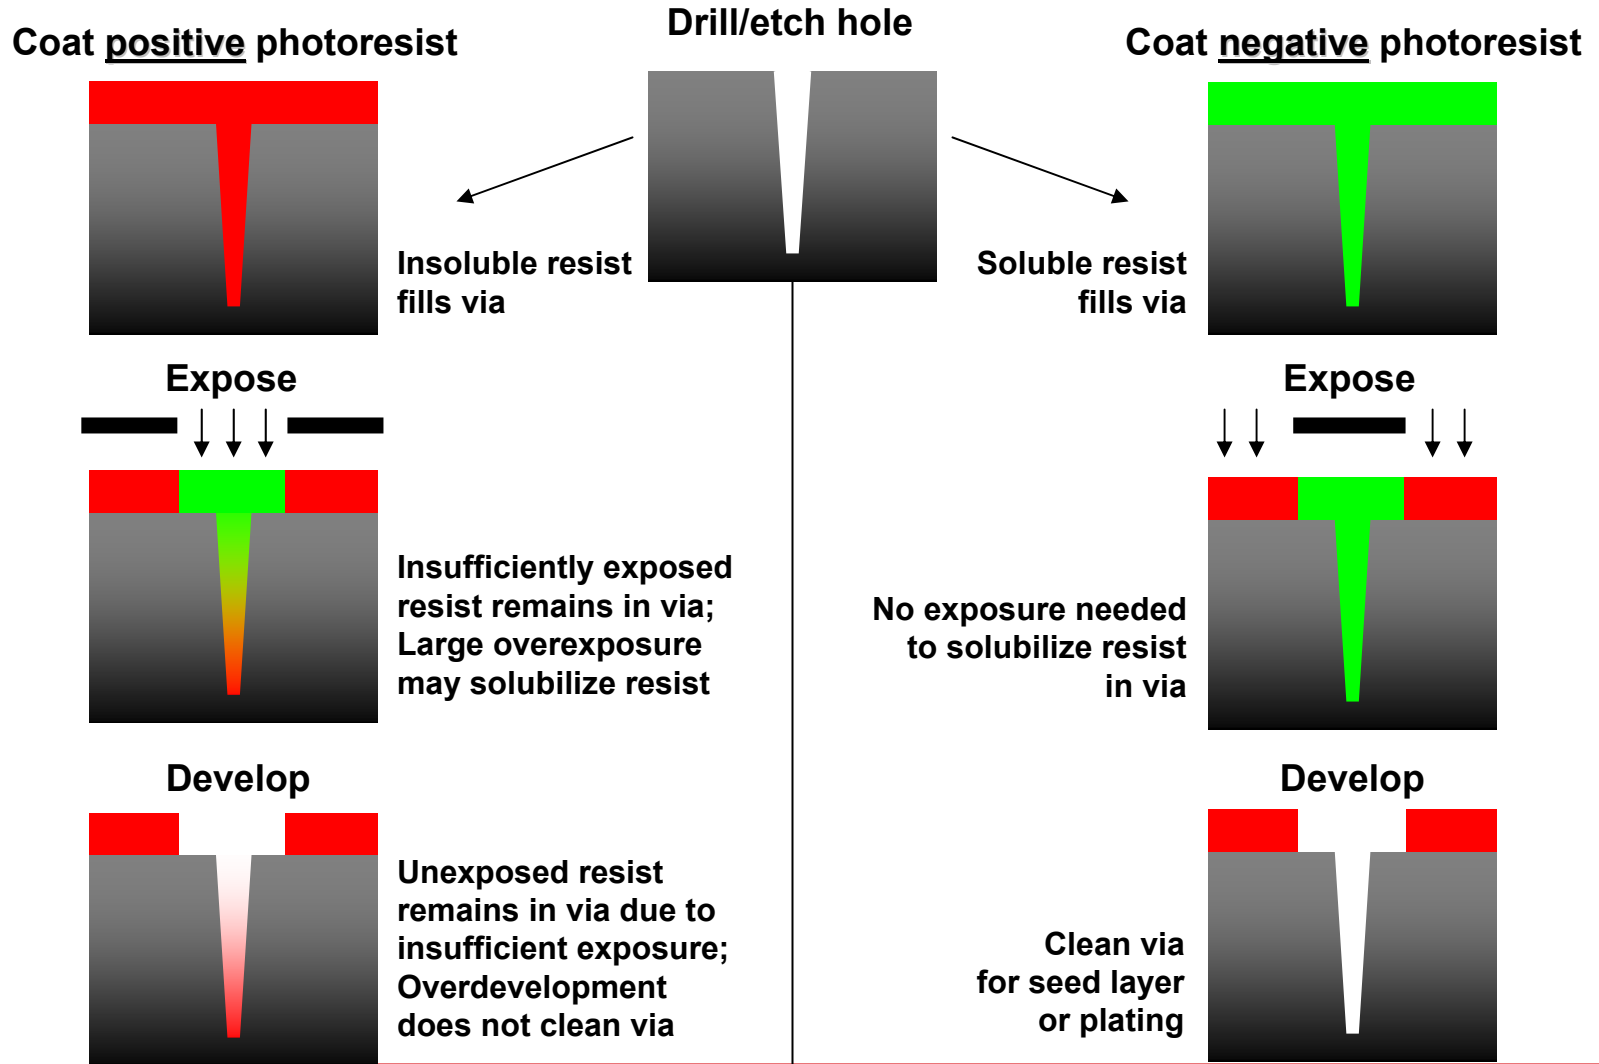 Drill/etch hole
Coat positive photoresist
Insoluble resist
fills via
Expose
Insufficiently exposed
resist remains in via;
Large overexposure
may solubilize resist
Develop
Unexposed resist
remains in via due to
insufficient exposure;
Overdevelopment
does not clean via
Coat negative photoresist
Soluble resist
fills via
Expose
No exposure needed
to solubilize resist
in via
Develop
Clean via
for seed layer
or plating